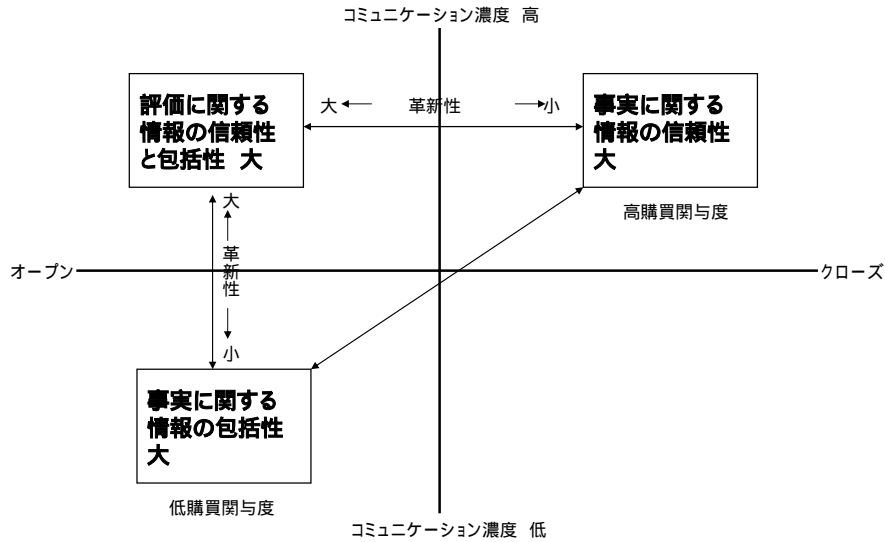 コミュニケーション濃度 高
評価に関する
情報の信頼性
と包括性 大
大 革新性 小
事実に関する
情報の信頼性
大
高購買関与度
大
革新性
小
オープン
クローズ
事実に関する
情報の包括性
大
低購買関与度
コミュニケーション濃度 低